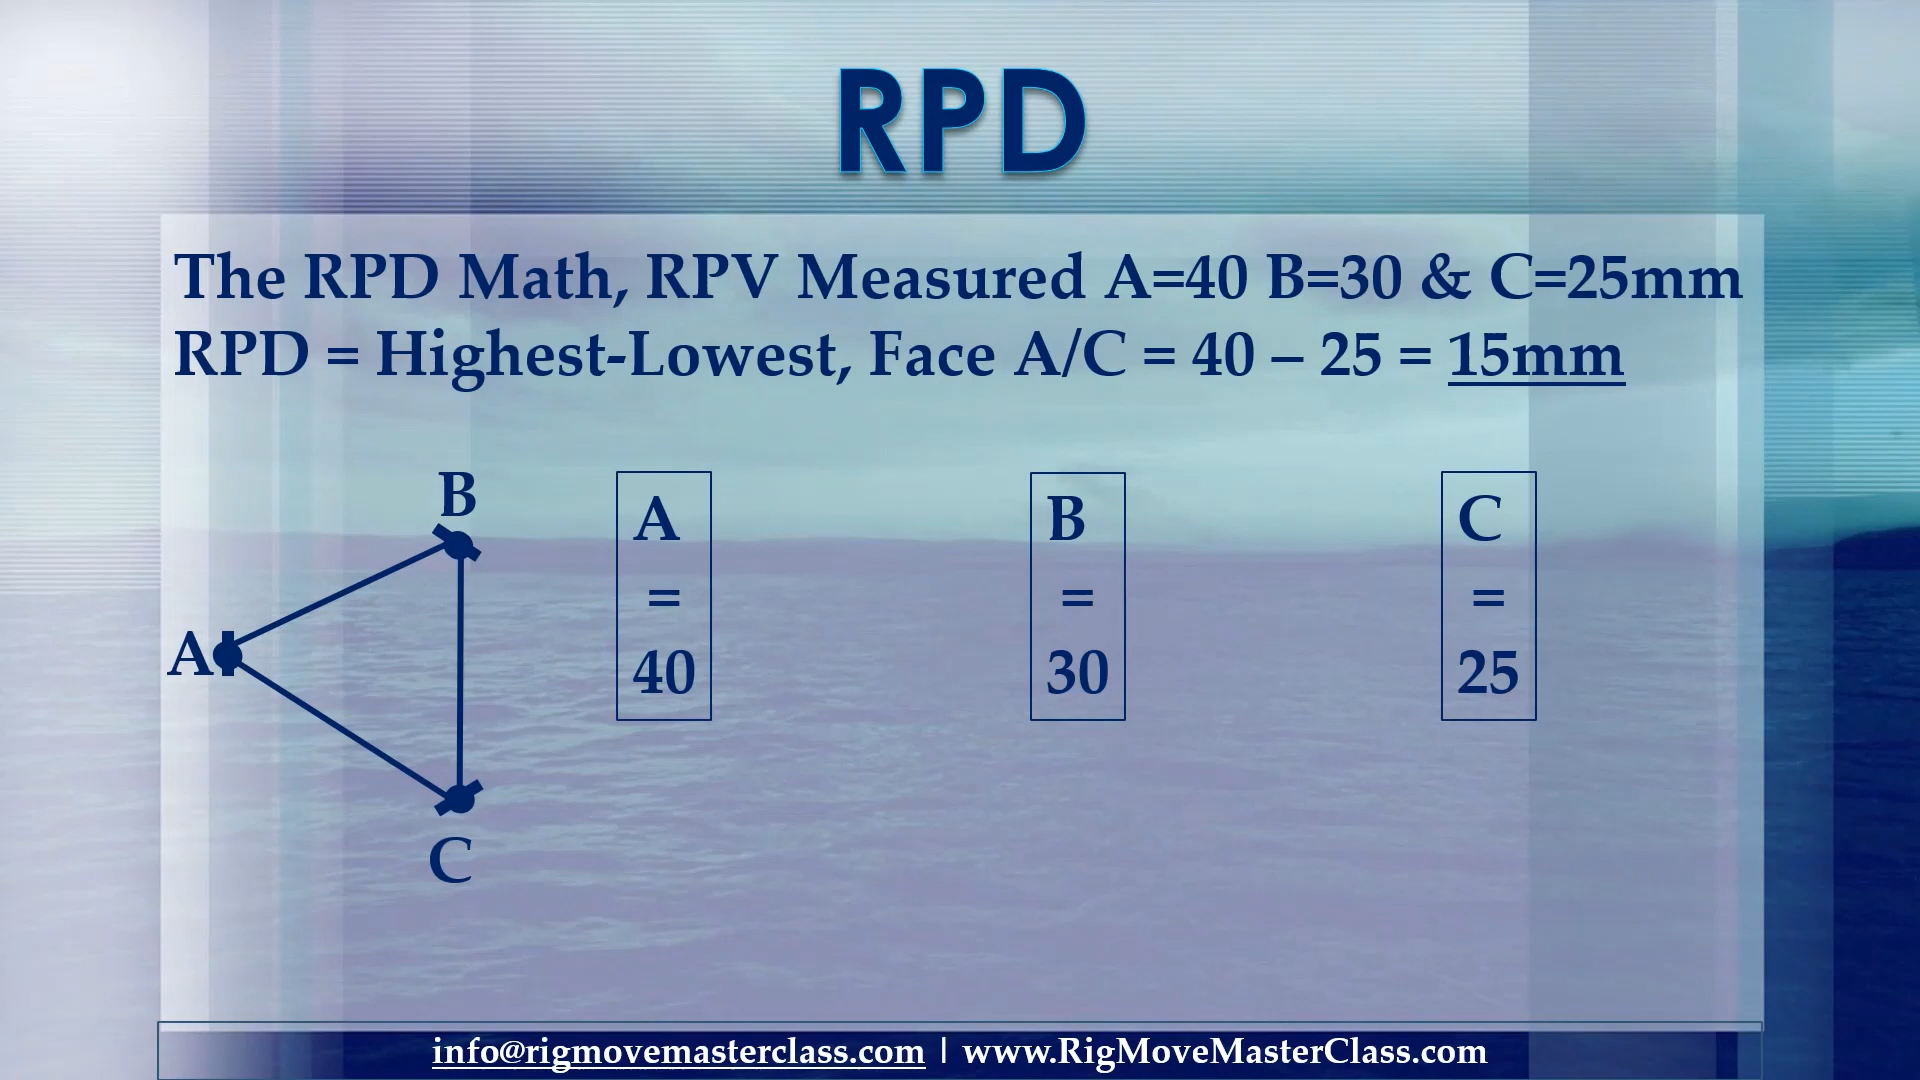 RPD
The RPD Math, RPV Measured A=40 B=30 & C=25mm
RPD = Highest-Lowest, Face A/C = 40 – 25 = 15mm
B
A
C
A
=
40
B
=
30
C
=
25
info@rigmovemasterclass.com | www.RigMoveMasterClass.com